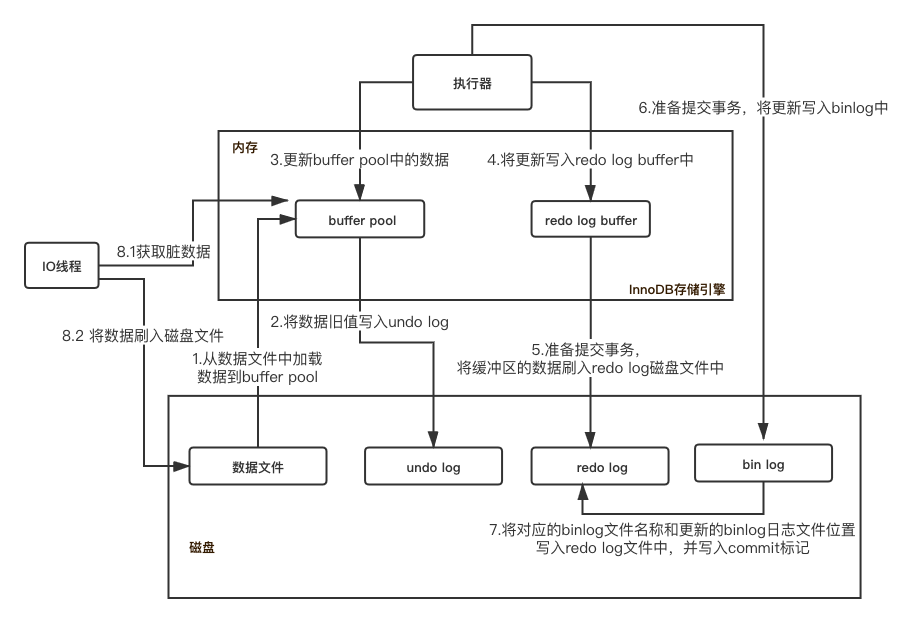 执行器
6.准备提交事务，将更新写入binlog中
内存
3.更新buffer pool中的数据
4.将更新写入redo log buffer中
buffer pool
redo log buffer
8.1获取脏数据
IO线程
InnoDB存储引擎
2.将数据旧值写入undo log
8.2 将数据刷入磁盘文件
1.从数据文件中加载
数据到buffer pool
5.准备提交事务，
将缓冲区的数据刷入redo log磁盘文件中
数据文件
undo log
redo log
bin log
7.将对应的binlog文件名称和更新的binlog日志文件位置
写入redo log文件中，并写入commit标记
磁盘